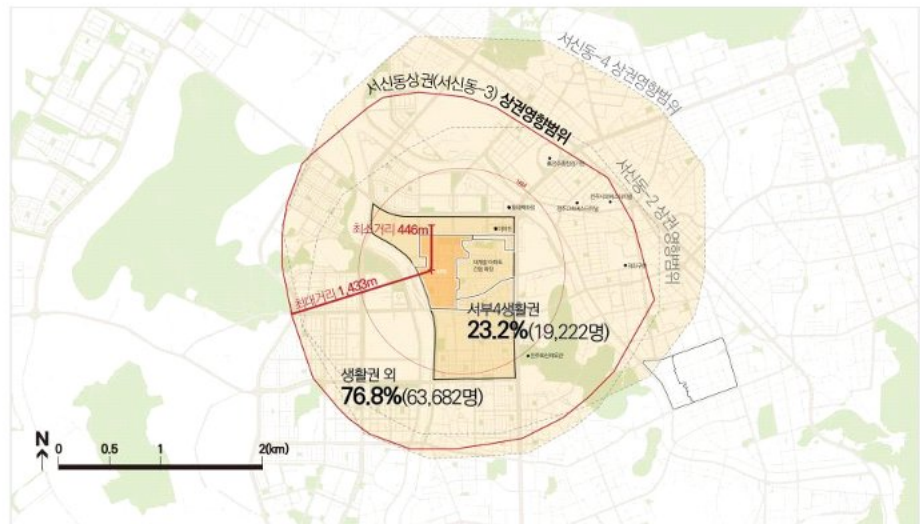 서신동-4 상권영향범위
서신동상권(서신동-3) 상권영향범위
서신동-2 상권 영향범위
최소거리 446m
최대거리 1,433m
서부4생활권
23.2%(19,222명)
생활권 외
76.8%(63,682명)
N
0 0.5 1 2(km)